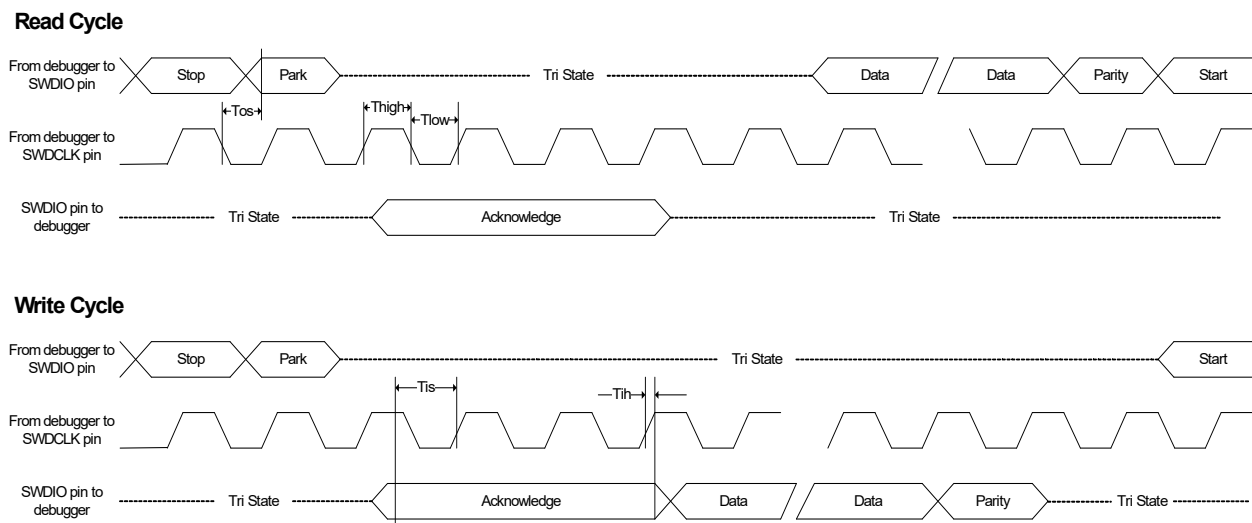 Read Cycle
From debugger to
SWDIO pin
Stop
Park
Tri State
Data
Data
Parity
Start
Tos
Thigh
Tlow
From debugger to
SWDCLK pin
SWDIO pin to
debugger
Tri State
Acknowledge
Tri State
Write Cycle
From debugger to
SWDIO pin
Stop
Park
Tri State
Start
Tis
Tih
From debugger to
SWDCLK pin
SWDIO pin to
debugger
Tri State
Acknowledge
Data
Data
Parity
Tri State